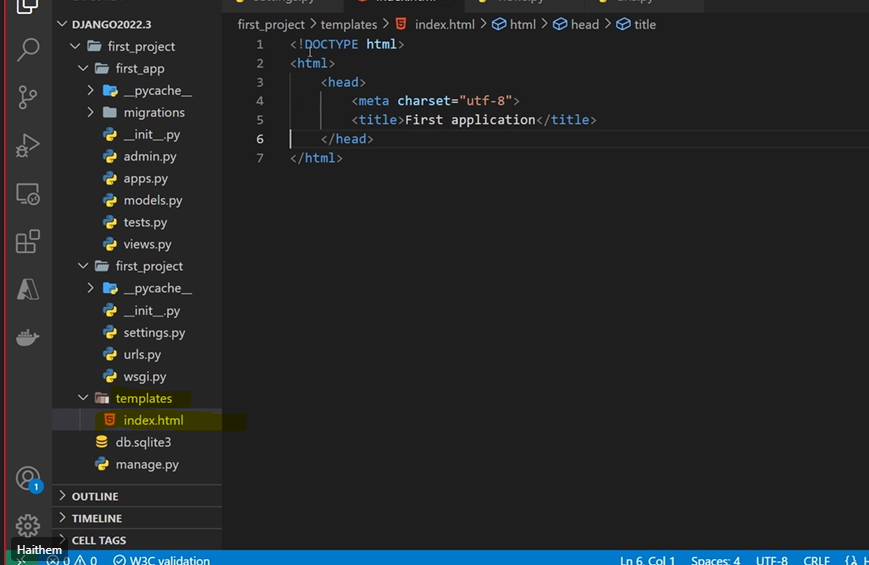 DJANGO2022.3
first_project
first_app
__pycache__
migrations
__init__.py
admin.py
apps.py
models.py
tests.py
views.py
first_project
__pycache__
__init__.py
settings.py
urls.py
wsgi.py
templates
index.html
db.sqlite3
manage.py
OUTLINE
TIMELINE
CELL TAGS
1
Haithem
first_project > templates > index.html > html > head > title
1 <!DOCTYPE html>
2 <html>
3 <head>
4 <meta charset="utf-8">
5 <title>First application</title>
6 </head>
7 </html>
0 0 W3C validation Ln 6, Col 1 Spaces: 4 UTF-8 CRLF